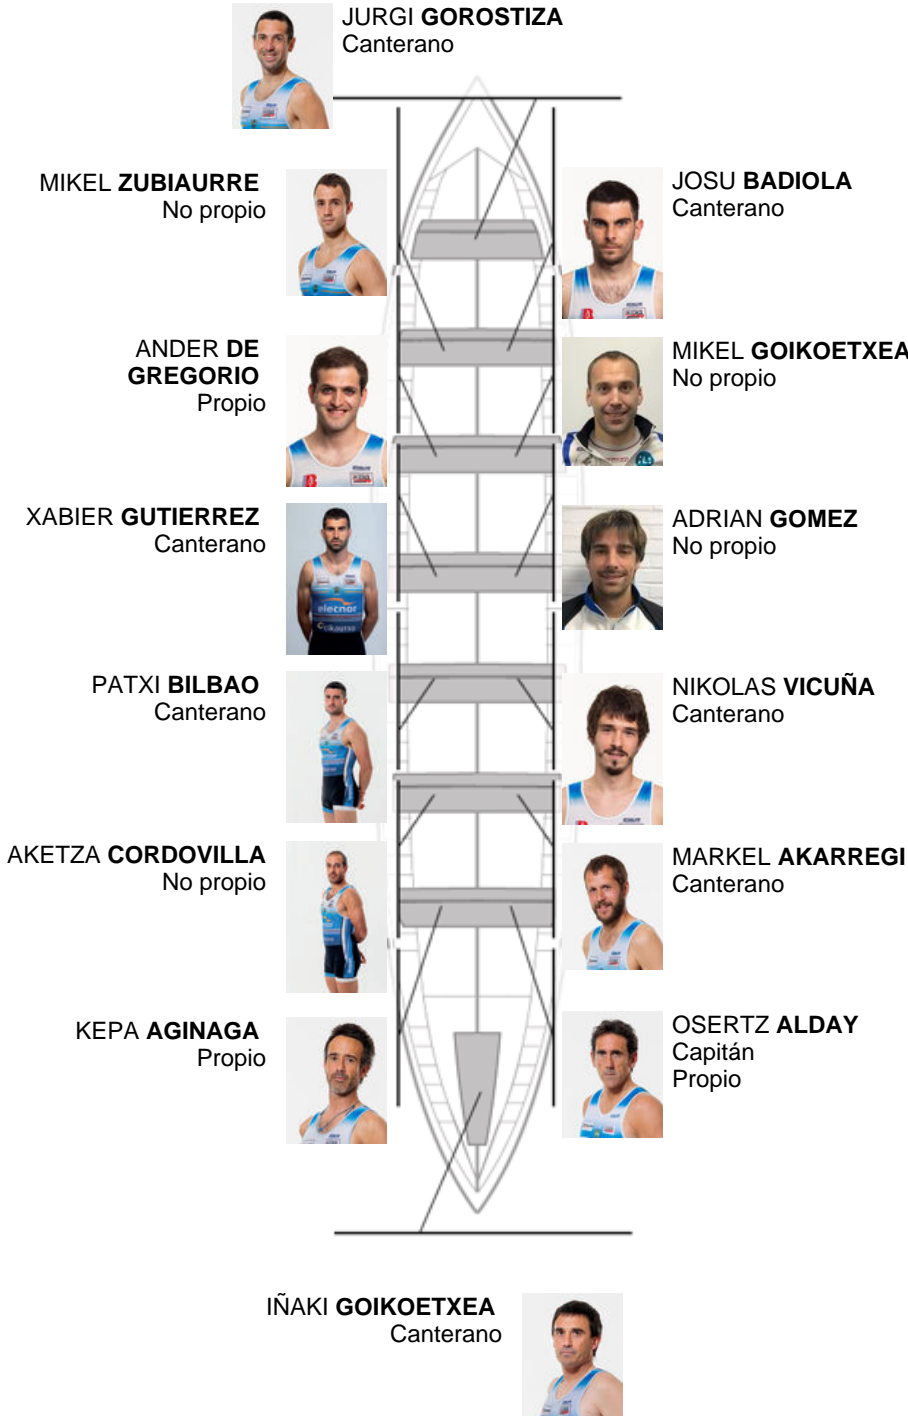 JURGI GOROSTIZA
Canterano
MIKEL ZUBIAURRE
No propio
JOSU BADIOLA
Canterano
ANDER DE
GREGORIO
Propio
MIKEL GOIKOETXEA
No propio
XABIER GUTIERREZ
Canterano
elecnor
ADRIAN GOMEZ
No propio
PATXI BILBAO
Canterano
NIKOLAS VICUÑA
Canterano
AKETZA CORDOVILLA
No propio
MARKEL AKARREGI
Canterano
KEPA AGINAGA
Propio
OSERTZ ALDAY
Capitán
Propio
IÑAKI GOIKOETXEA
Canterano